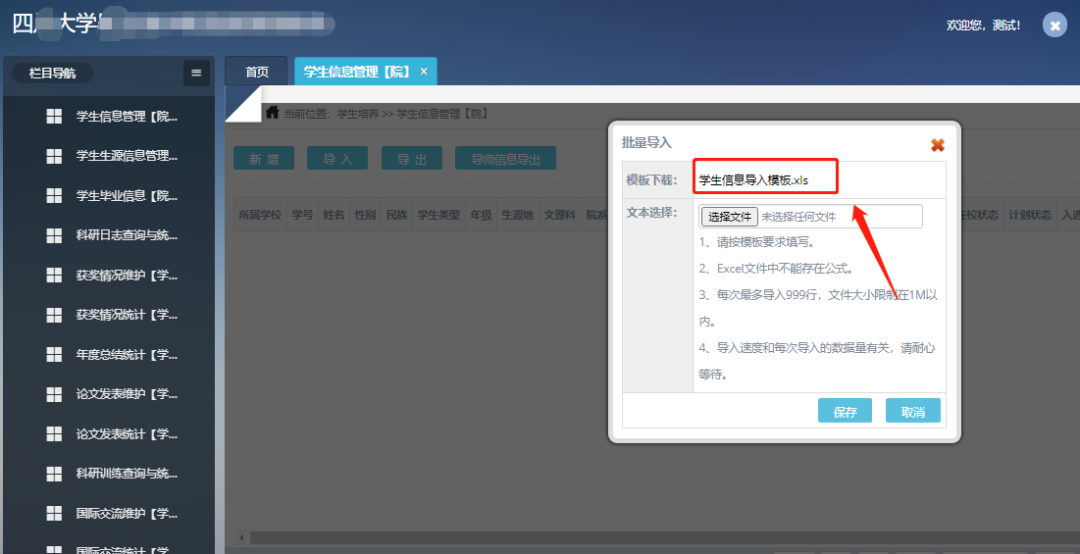 四 大学
欢迎您，测试！
栏目导航
首页
学生信息管理【院】 ×
学生信息管理【院...
学生生源信息管理...
学生毕业信息【院...
科研日志查询与统...
获奖情况维护【学...
获奖情况统计【学...
年度总结统计【学...
论文发表维护【学...
论文发表统计【学...
科研训练查询与统...
国际交流维护【学...
国际交流统计【学...
当前位置：学生培养 >> 学生信息管理【院】
新 增
导 入
导 出
导师信息导出
所属学校 学号 姓名 性别 民族 学生类型 年级 生源地 文理科 院系
在校状态 计划状态 入选
批量导入
模板下载：
学生信息导入模板.xls
文本选择：
选择文件 未选择任何文件
1、请按模板要求填写。
2、Excel文件中不能存在公式。
3、每次最多导入999行，文件大小限制在1M以
内。
4、导入速度和每次导入的数据量有关，请耐心
等待。
保存
取消